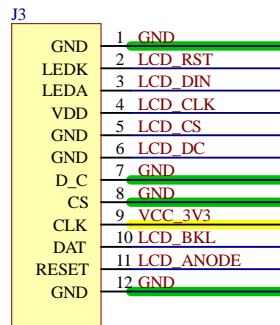 J3
GND 1 GND
LEDK 2 LCD_RST
LEDA 3 LCD_DIN
VDD 4 LCD_CLK
GND 5 LCD_CS
GND 6 LCD_DC
D_C 7 GND
CS 8 GND
CLK 9 VCC_3V3
DAT 10 LCD_BKL
RESET 11 LCD_ANODE
GND 12 GND